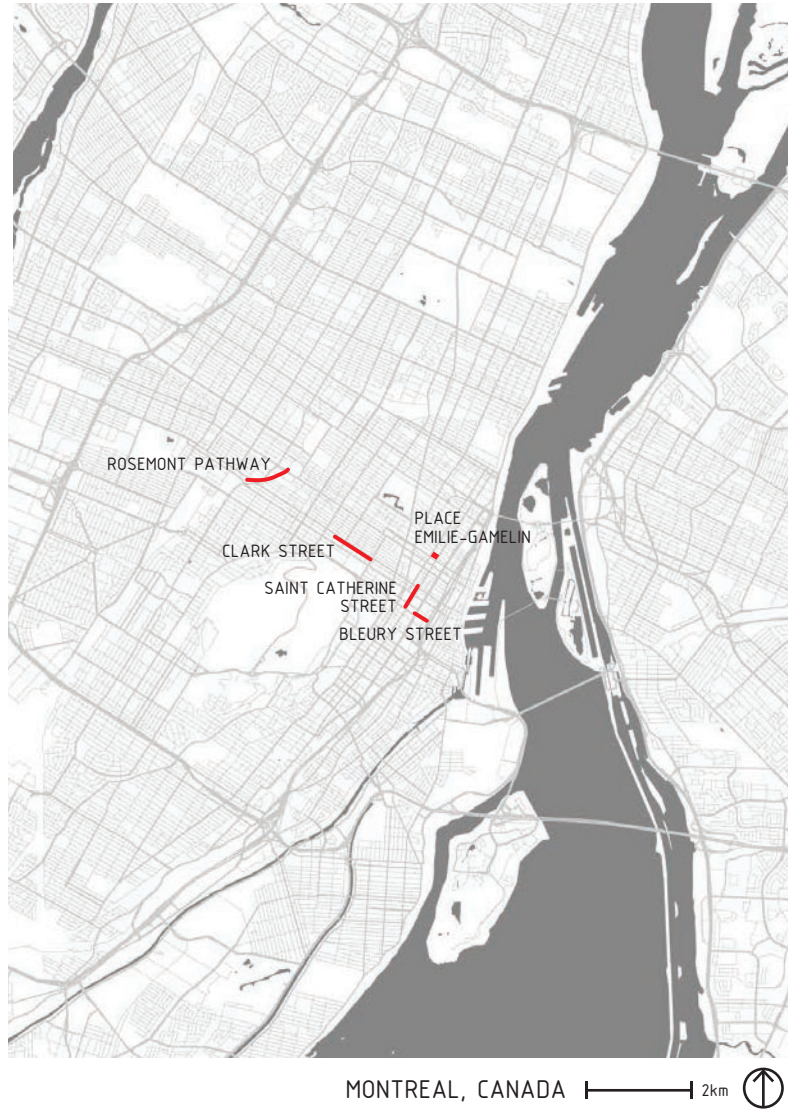 ROSEMONT PATHWAY
PLACE
EMILIE-GAMELIN
CLARK STREET
SAINT CATHERINE
STREET
BLEURY STREET
MONTREAL, CANADA
2km